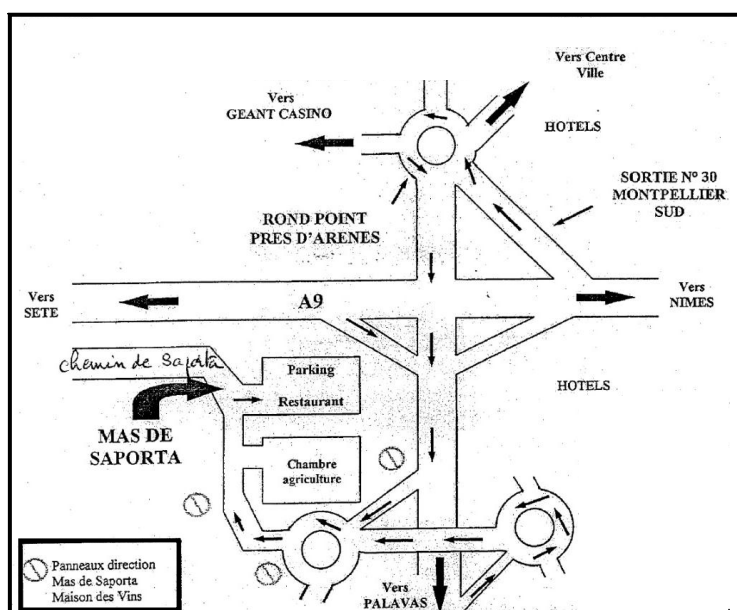 Vers Centre
Ville
Vers
GEANT CASINO
HOTELS
SORTIE Nº 30
MONTPELLIER
SUD
ROND POINT
PRES D'ARENES
Vers
SETE
A9
Vers
NIMES
chemin de Saporta
Parking
Restaurant
HOTELS
MAS DE
SAPORTA
Chambre
agriculture
Panneaux direction
Mas de Saporta
Maison des Vins
Vers
PALAVAS